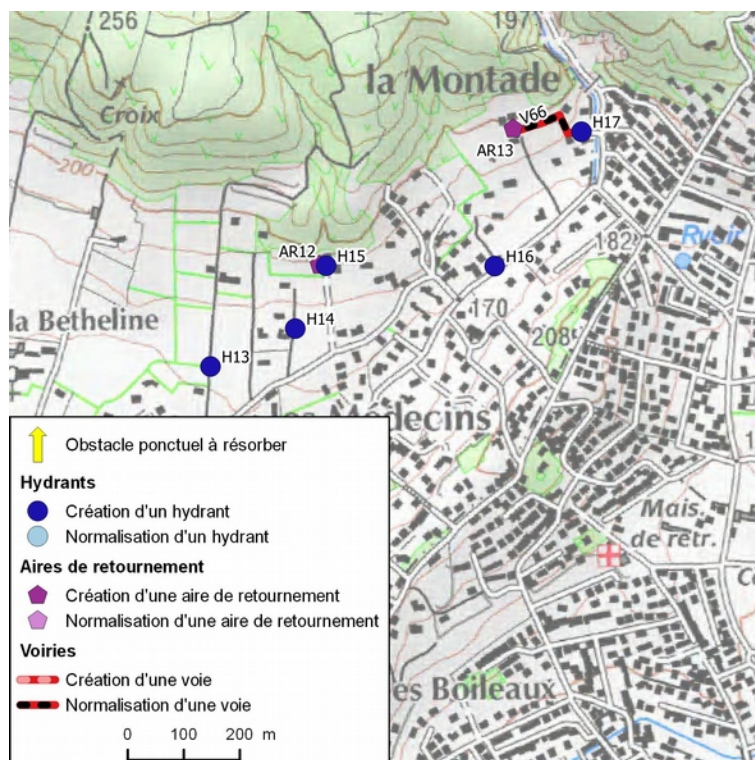 256
197
la Montade
Croix
V66
H17
AR13
200
AR12
H15
H16
182
Rvoir
170
la Betheline
H14
208
H13
Médecins
Obstacle ponctuel à résorber
Hydrants
Création d'un hydrant
Normalisation d'un hydrant
Mais.
de retr.
Aires de retournement
Création d'une aire de retournement
Normalisation d'une aire de retournement
Voiries
Création d'une voie
Normalisation d'une voie
es Boileaux
0 100 200 m